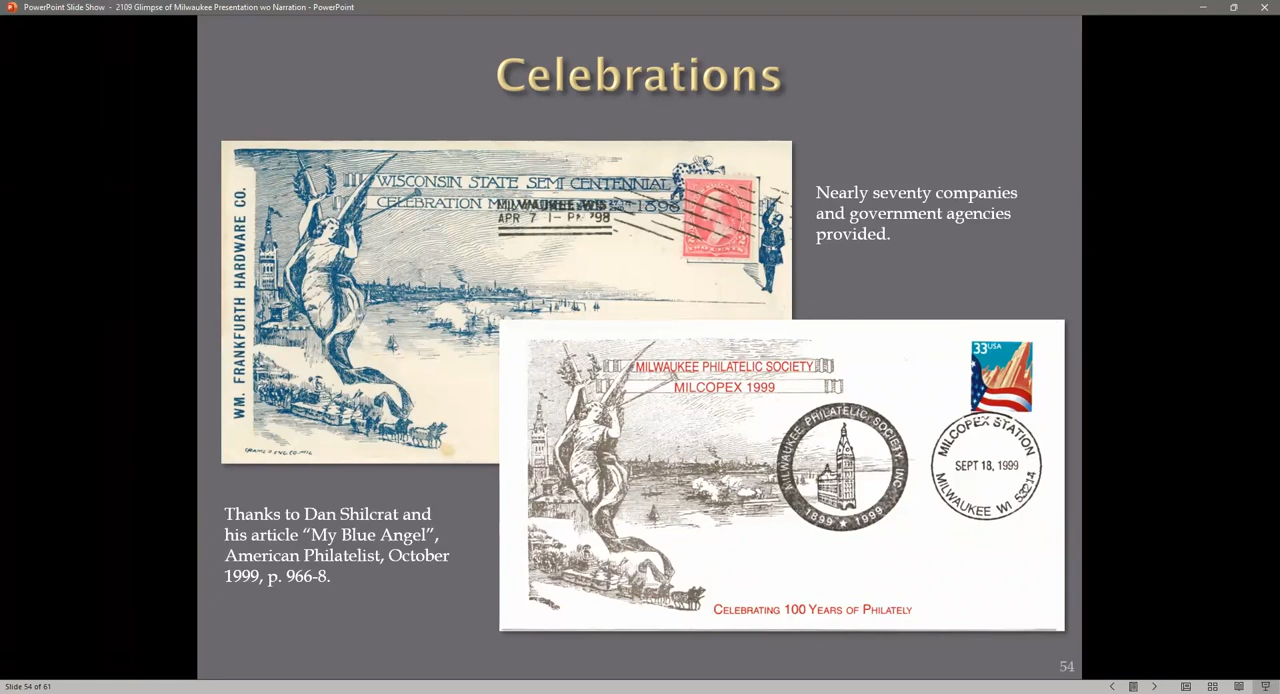 PowerPoint Slide Show - 2109 Glimpse of Milwaukee Presentation wo Narration - PowerPoint
Celebrations
WM. FRANKFURTH HARDWARE CO.
WISCONSIN STATE SEMI CENTENNIAL
CELEBRATION
1898
MILWAUKEE, WIS.
APR 7 1-P '98
Nearly seventy companies
and government agencies
provided.
MILWAUKEE PHILATELIC SOCIETY
MILCOPEX 1999
33USA
MILWAUKEE PHILATELIC SOCIETY, INC.
1899 ★ 1999
MILCOPEX STATION
SEPT 18, 1999
MILWAUKEE WI 53214
CELEBRATING 100 YEARS OF PHILATELY
Thanks to Dan Shilcrat and
his article “My Blue Angel”,
American Philatelist, October
1999, p. 966-8.
54
Slide 54 of 61